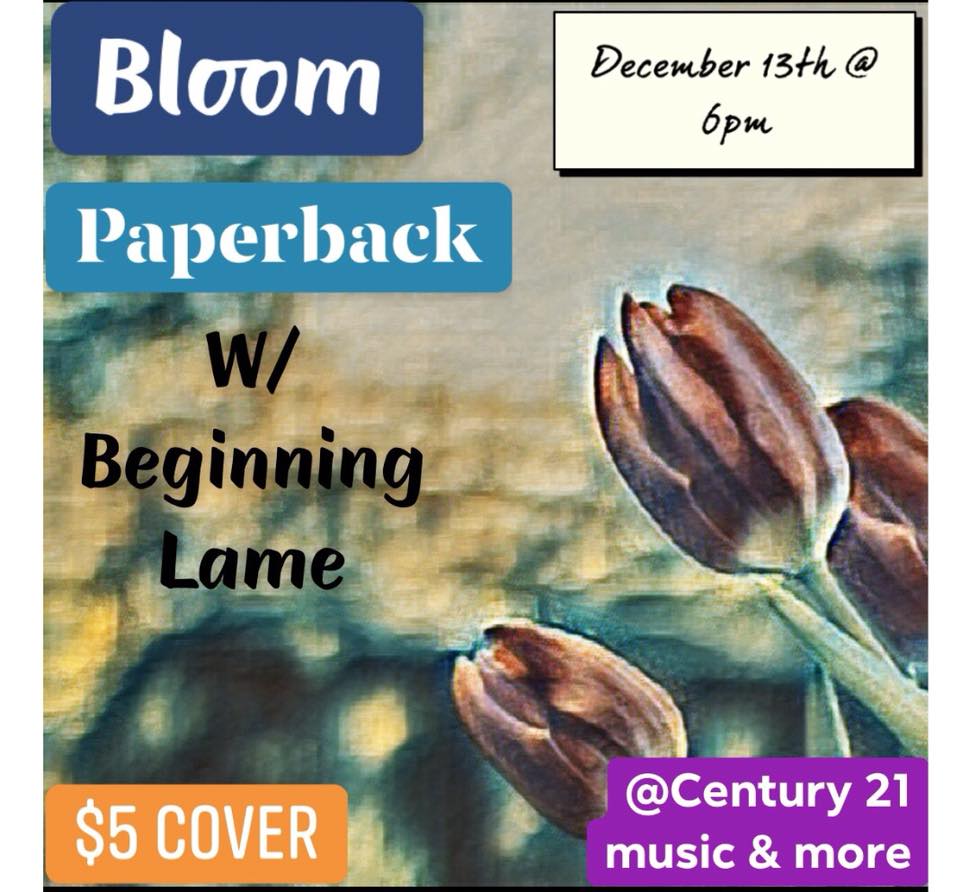 Bloom
December 13th @
6pm
Paperback
W/
Beginning
Lame
$5 COVER
@Century 21
music & more